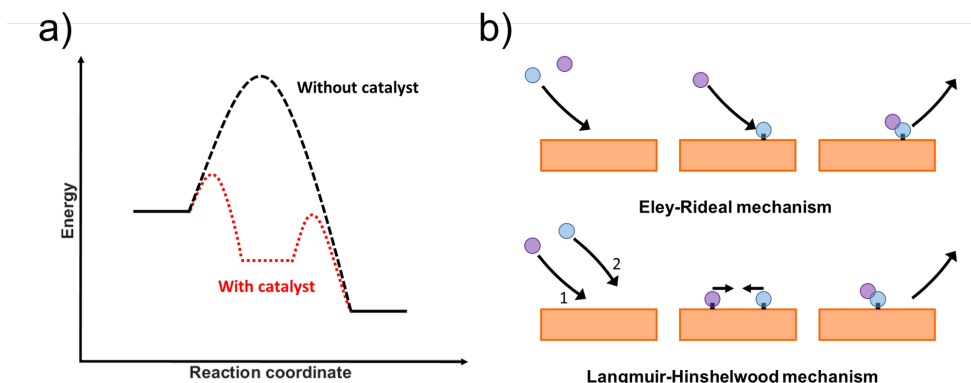 a)
Energy
Without catalyst
With catalyst
Reaction coordinate
b)
Eley-Rideal mechanism
1
2
Langmuir-Hinshelwood mechanism